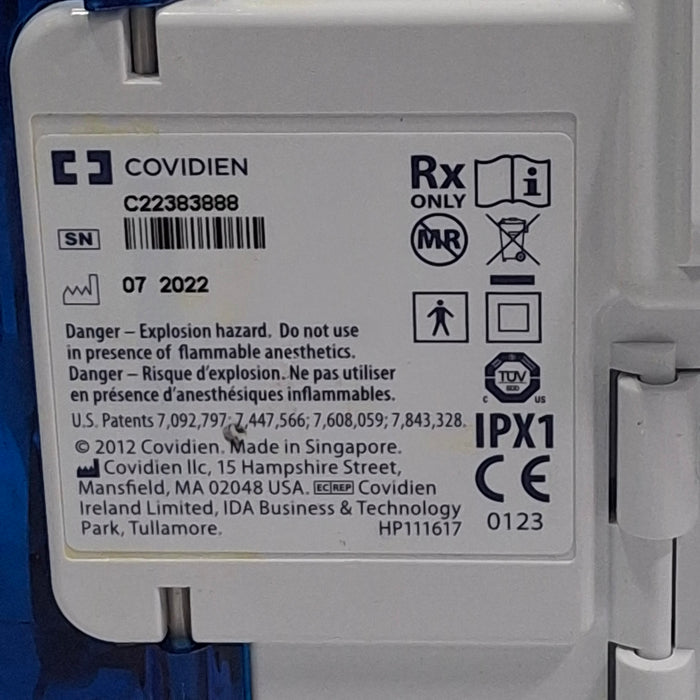 COVIDIEN
C22383888
SN
07 2022
Danger – Explosion hazard. Do not use
in presence of flammable anesthetics.
Danger – Risque d'explosion. Ne pas utiliser
en présence d'anesthésiques inflammables.
U.S. Patents 7,092,797; 7,447,566; 7,608,059; 7,843,328.
© 2012 Covidien. Made in Singapore.
Covidien llc, 15 Hampshire Street,
Mansfield, MA 02048 USA. EC REP Covidien
Ireland Limited, IDA Business & Technology
Park, Tullamore. HP111617
Rx
ONLY
i
MR
TÜV
C US
IPX1
CE
0123